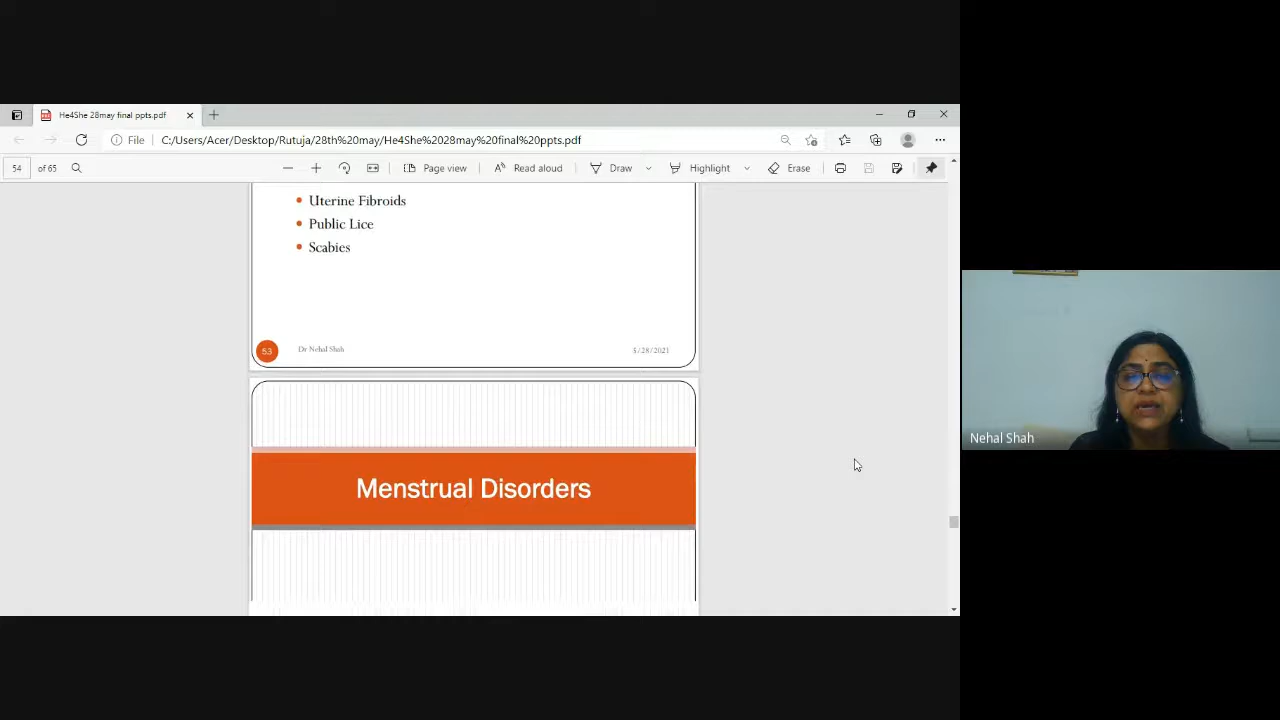 He4She 28may final ppts.pdf
File
C:/Users/Acer/Desktop/Rutuja/28th%20may/He4She%2028may%20final%20ppts.pdf
54 of 65
Page view
Read aloud
Draw
Highlight
Erase
Uterine Fibroids
Public Lice
Scabies
53
Dr Nehal Shah
5/28/2021
Menstrual Disorders
Nehal Shah